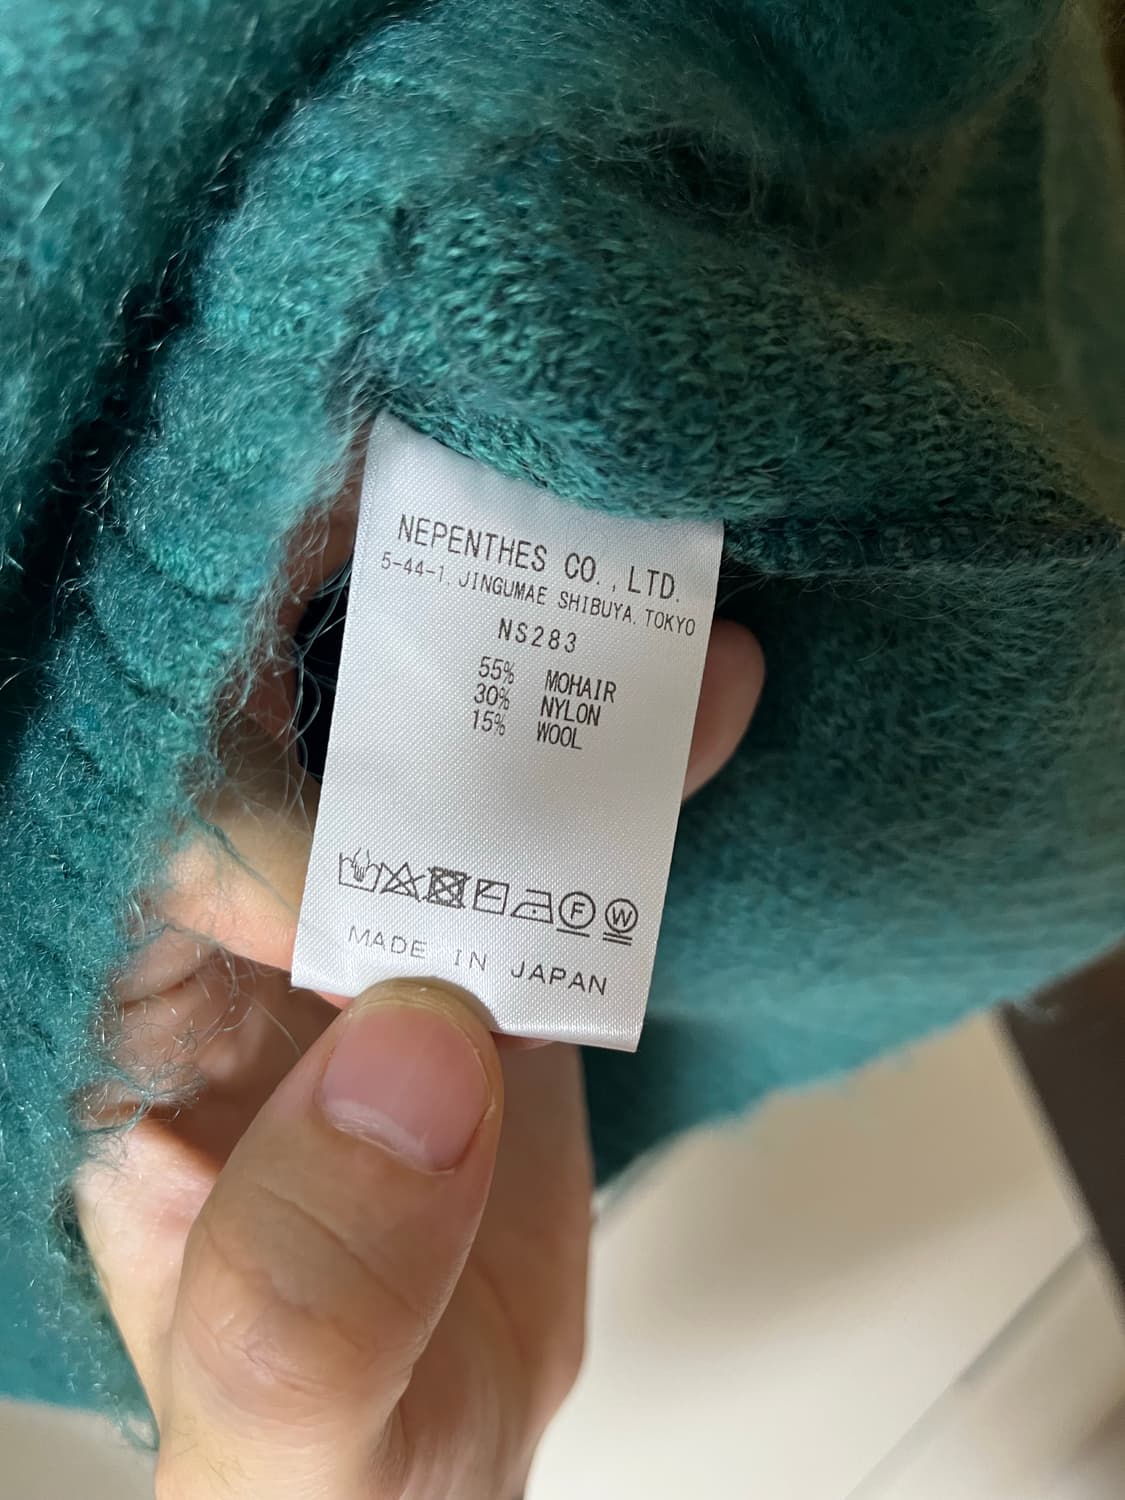 NEPENTHES CO., LTD.
5-44-1, JINGUMAE SHIBUYA, TOKYO
NS283
55% MOHAIR
30% NYLON
15% WOOL
F W
MADE IN JAPAN